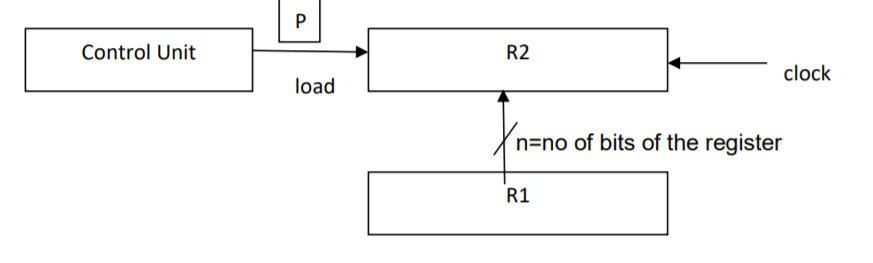 P
Control Unit
R2
load
clock
n=no of bits of the register
R1